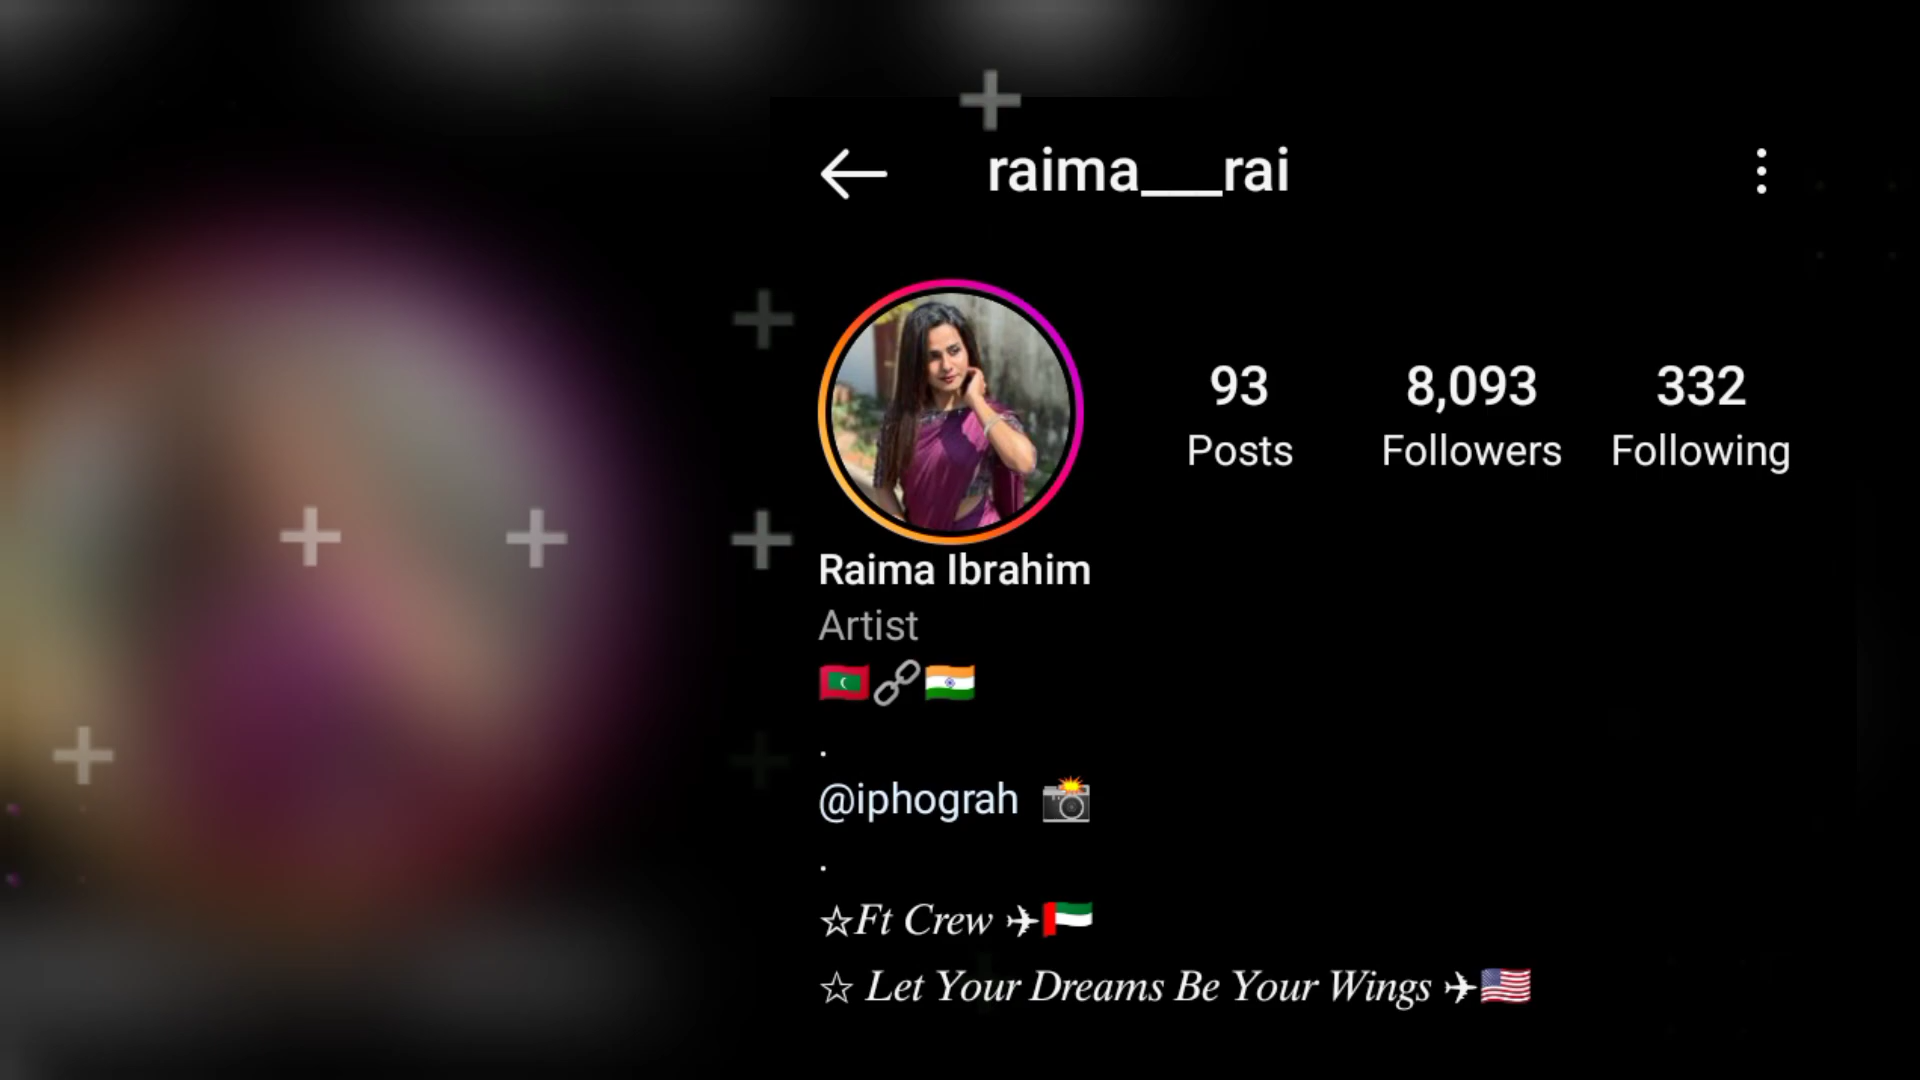 raima___rai
93 8,093 332
Posts Followers Following
Raima Ibrahim
Artist
🇲🇻🔗🇮🇳
.
@iphograh 📸
.
☆Ft Crew ✈🇦🇪
☆ Let Your Dreams Be Your Wings ✈🇺🇸